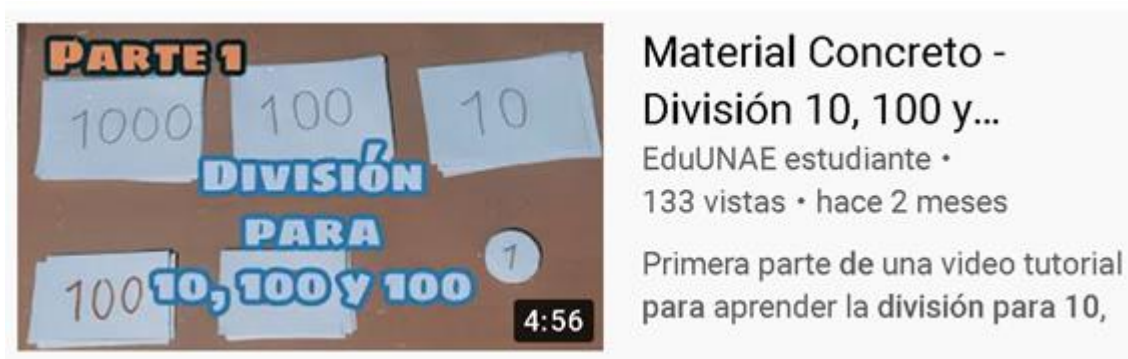 PARTE 1
1000
100
10
DIVISIÓN
PARA
10, 100 y 100
100
1
4:56
Material Concreto -
División 10, 100 y...
EduUNAE estudiante •
133 vistas • hace 2 meses
Primera parte de una video tutorial
para aprender la división para 10,